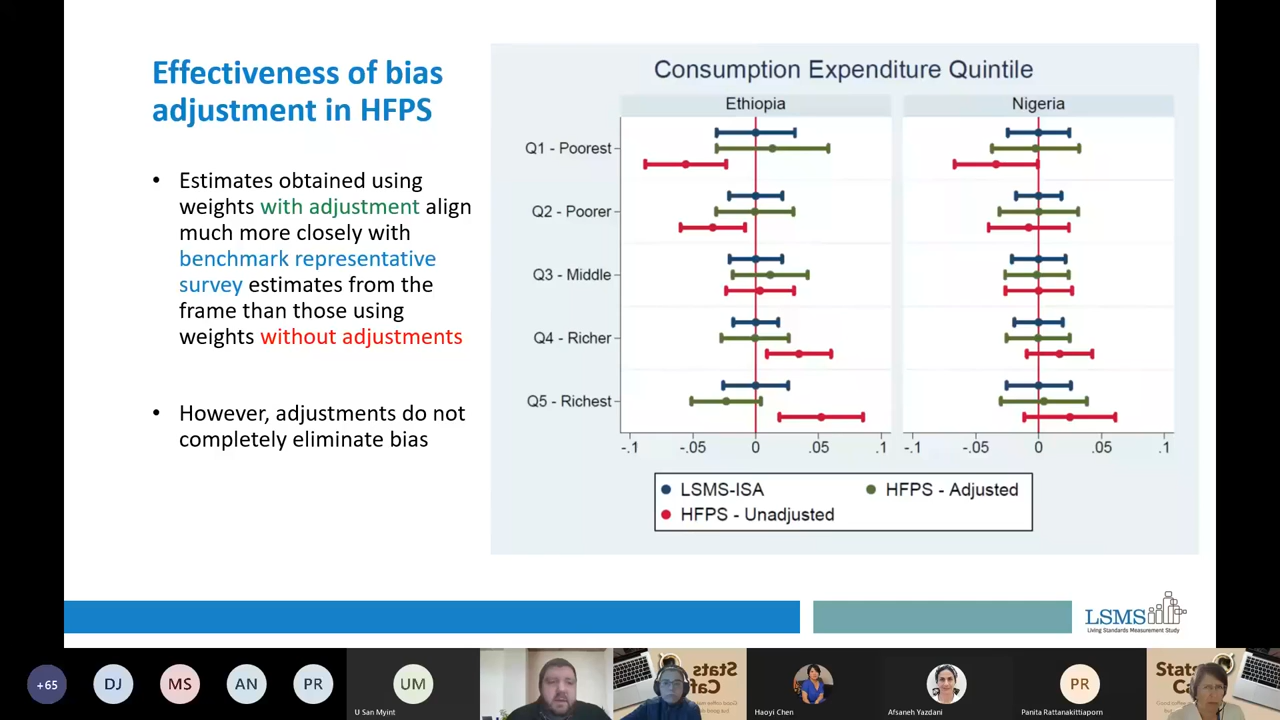 Effectiveness of bias
adjustment in HFPS
• Estimates obtained using
weights with adjustment align
much more closely with
benchmark representative
survey estimates from the
frame than those using
weights without adjustments
• However, adjustments do not
completely eliminate bias
Consumption Expenditure Quintile
Ethiopia
Nigeria
Q1 - Poorest
Q2 - Poorer
Q3 - Middle
Q4 - Richer
Q5 - Richest
-.1 -.05 0 .05 .1
-.1 -.05 0 .05 .1
LSMS-ISA
HFPS - Adjusted
HFPS - Unadjusted
LSMS
Living Standards Measurement Study
+65
DJ
MS
AN
PR
UM
U San Myint
Stats
Haoyi Chen
Afsaneh Yazdani
PR
Panita Rattanakittiaporn